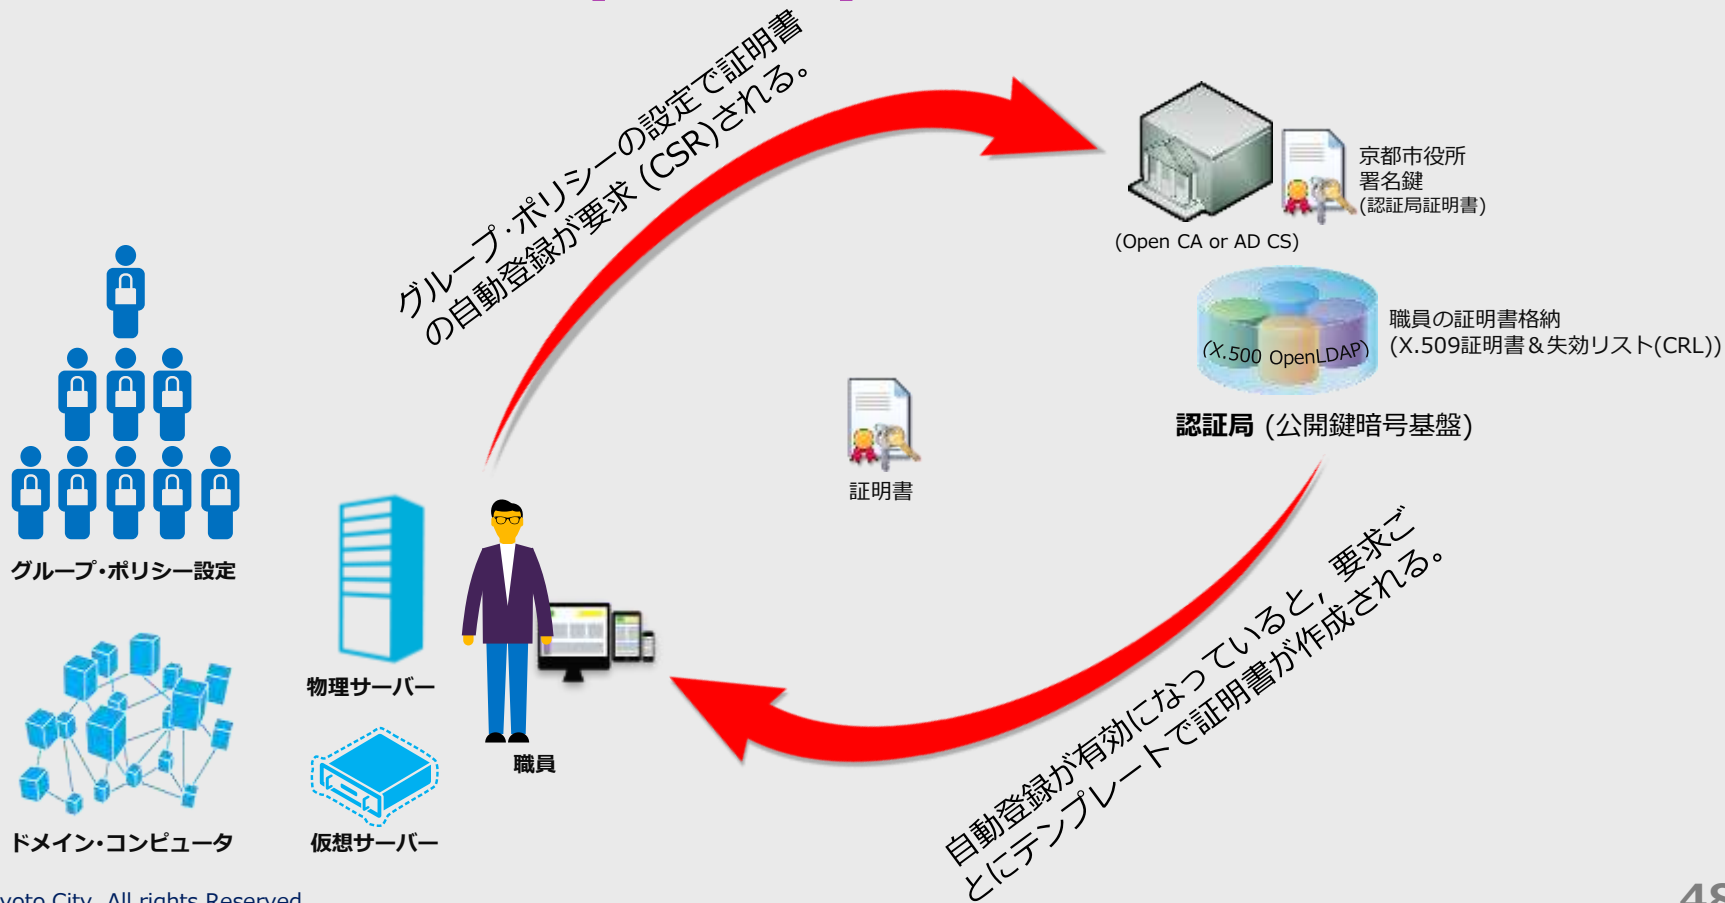 グループ・ポリシーの設定で証明書
の自動登録が要求 (CSR)される。
京都市役所
署名鍵
(認証局証明書)
(Open CA or AD CS)
(X.500 OpenLDAP)
職員の証明書格納
(X.509証明書＆失効リスト(CRL))
認証局 (公開鍵暗号基盤)
証明書
グループ・ポリシー設定
物理サーバー
職員
ドメイン・コンピュータ
仮想サーバー
自動登録が有効になっていると，要求ご
とにテンプレートで証明書が作成される。
yoto City. All rights Reserved
48